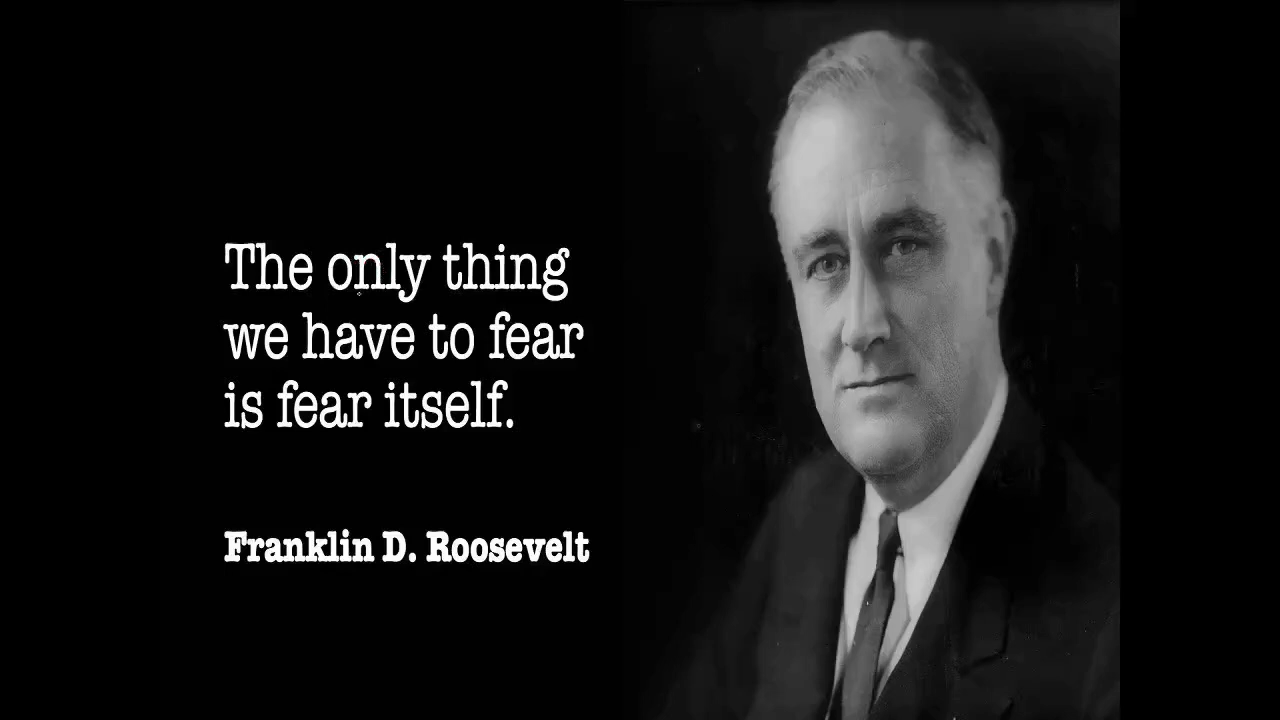 The only thing
we have to fear
is fear itself.
Franklin D. Roosevelt